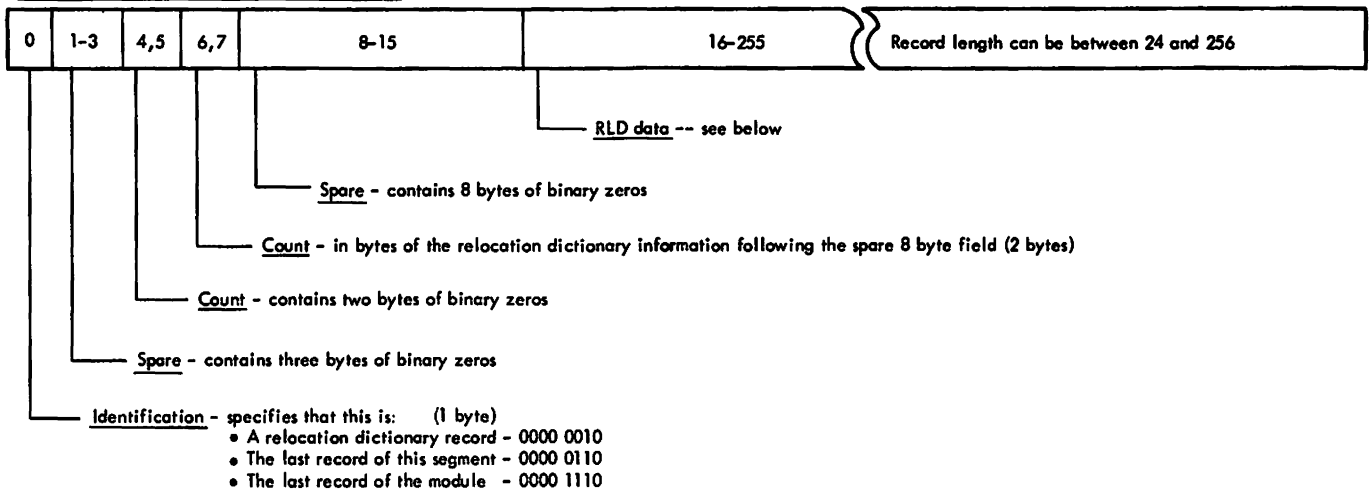 0 1-3 4,5 6,7 8-15 16-255 Record length can be between 24 and 256
RLD data -- see below
Spare - contains 8 bytes of binary zeros
Count - in bytes of the relocation dictionary information following the spare 8 byte field (2 bytes)
Count - contains two bytes of binary zeros
Spare - contains three bytes of binary zeros
Identification - specifies that this is: (1 byte)
• A relocation dictionary record - 0000 0010
• The last record of this segment - 0000 0110
• The last record of the module - 0000 1110